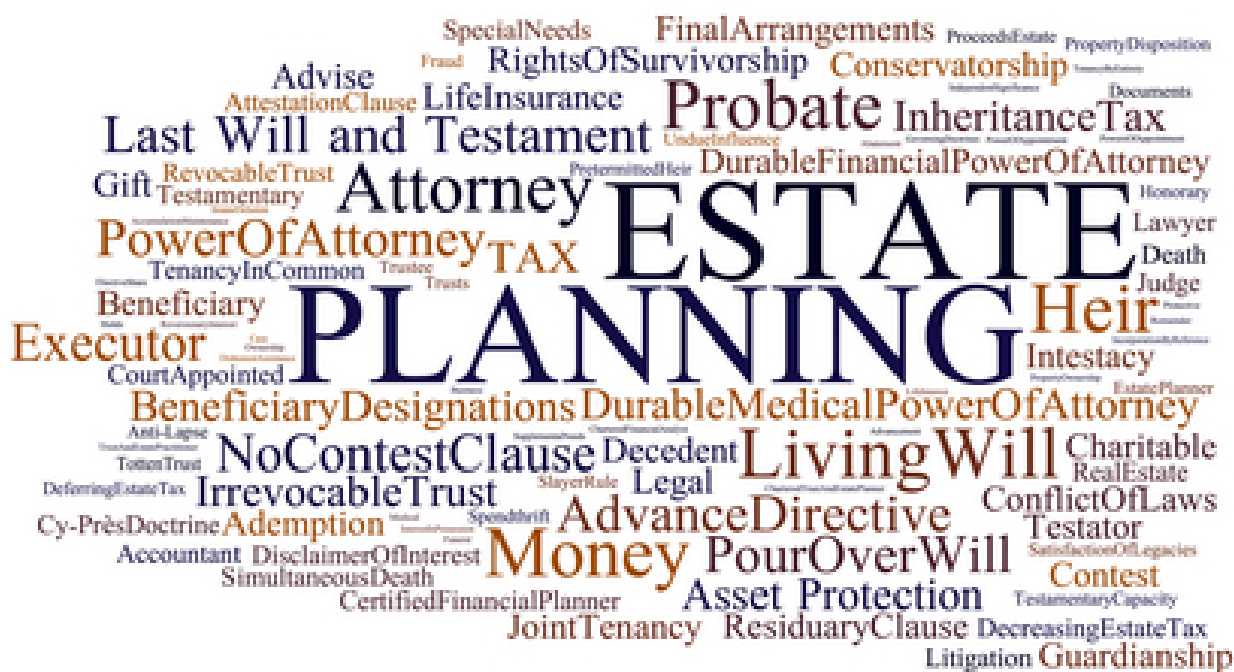 SpecialNeeds FinalArrangements ProceedsEstate PropertyDisposition
Fraud RightsOfSurvivorship Conservatorship TenancyByEntirety
Advise
AttestationClause LifeInsurance Probate InheritanceTax Documents
Last Will and Testament UndueInfluence
PretermittedHeir DurableFinancialPowerOfAttorney
Gift RevocableTrust Attorney ESTATE Honorary
Testamentary
PowerOfAttorney TAX Lawyer
TenancyInCommon Trustee Death
Trusts Judge
Beneficiary PLANNING Heir
Executor Intestacy
CourtAppointed EstatePlanner
BeneficiaryDesignations DurableMedicalPowerOfAttorney
Anti-Lapse NoContestClause Decedent LivingWill Charitable
TottenTrust RealEstate
DeferringEstateTax IrrevocableTrust SlayerRule Legal ConflictOfLaws
Cy-PrèsDoctrine Ademption Spendthrift AdvanceDirective Testator
Accountant DisclaimerOfInterest Money PourOverWill SatisfactionOfLegacies
SimultaneousDeath Contest
CertifiedFinancialPlanner Asset Protection TestamentaryCapacity
JointTenancy ResiduaryClause DecreasingEstateTax
Litigation Guardianship